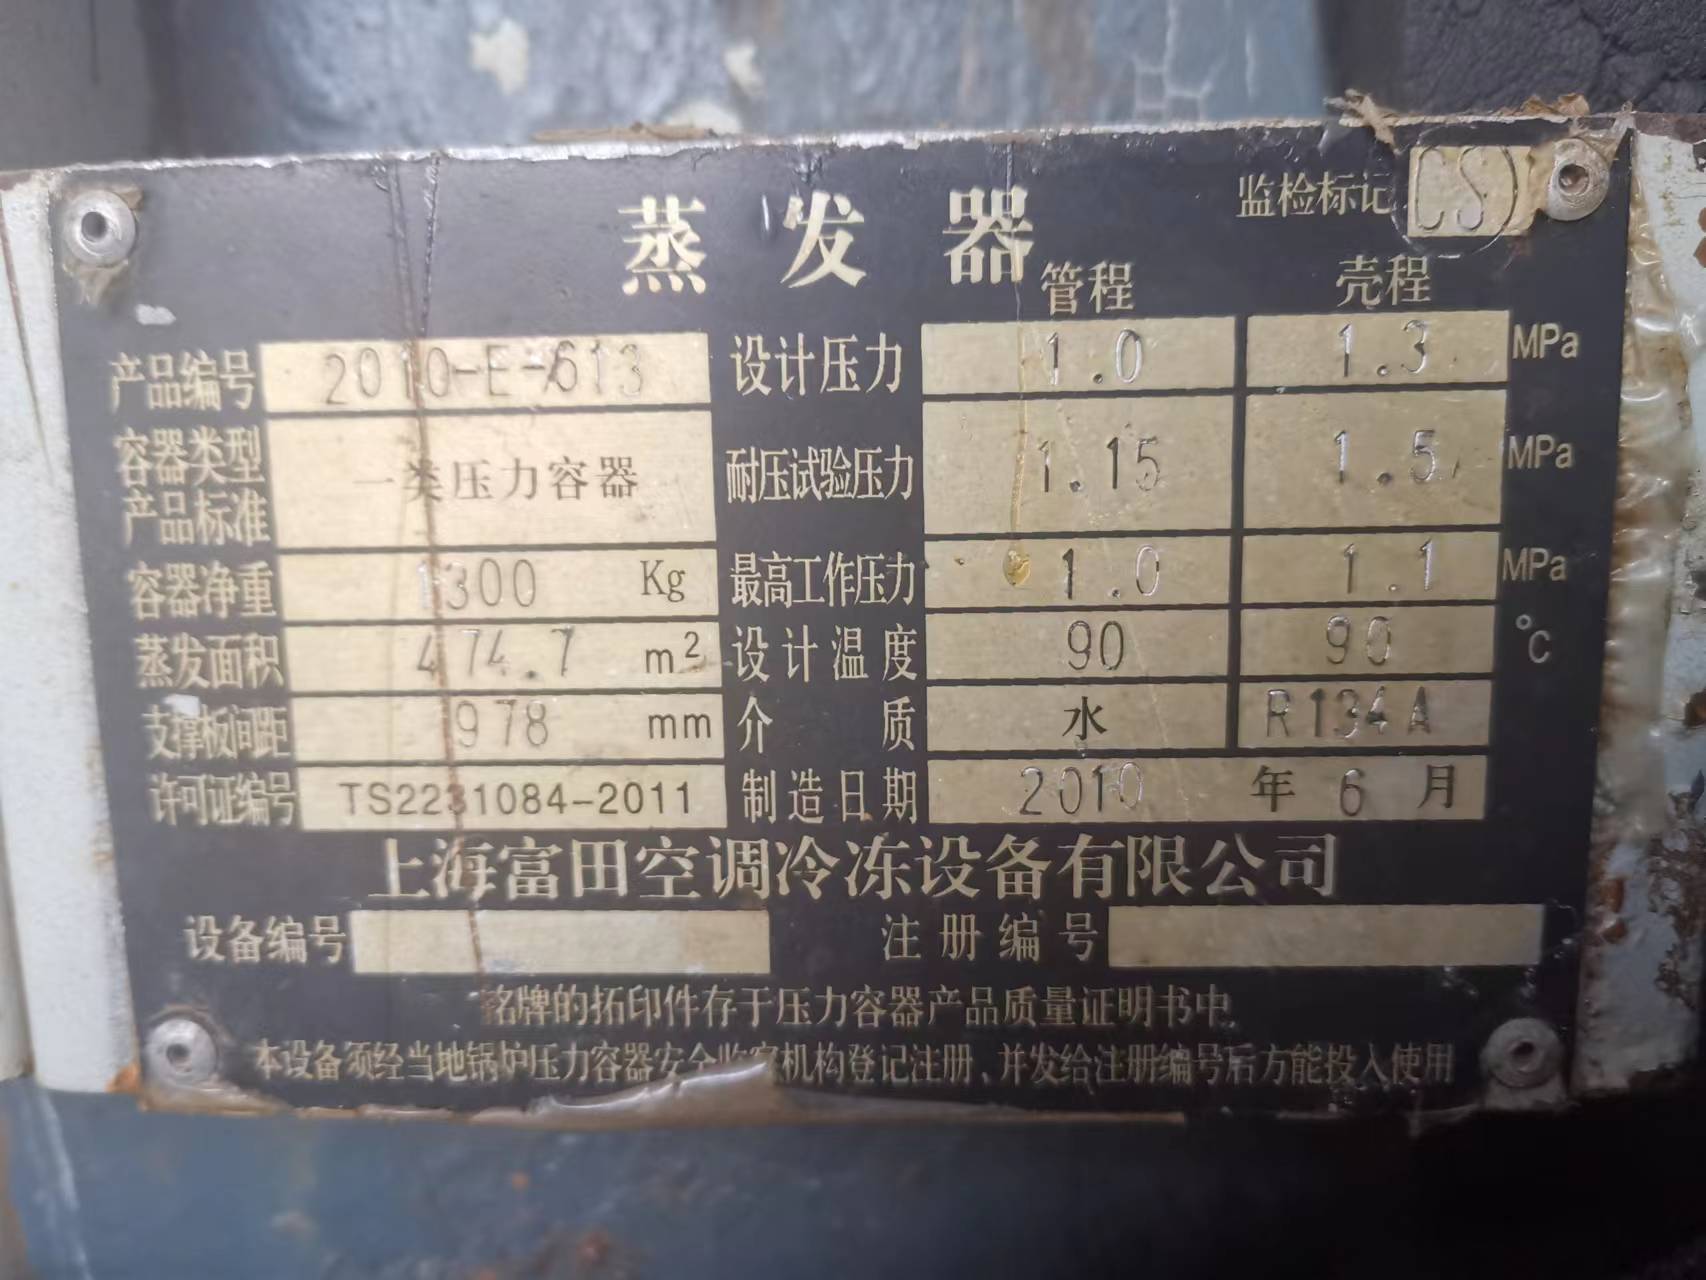 监检标记 CS
蒸发器
管程 壳程
产品编号 2010-E-613 设计压力 1.0 1.3 MPa
容器类型 一类压力容器 耐压试验压力 1.15 1.5 MPa
产品标准
容器净重 1300 Kg 最高工作压力 1.0 1.1 MPa
蒸发面积 474.7 m² 设计温度 90 90 ℃
支撑板间距 978 mm 介质 水 R134A
许可证编号 TS2231084-2011 制造日期 2010 年 6 月
上海富田空调冷冻设备有限公司
设备编号 注册编号
铭牌的拓印件存于压力容器产品质量证明书中
本设备须经当地锅炉压力容器安全监察机构登记注册、并发给注册编号后方能投入使用